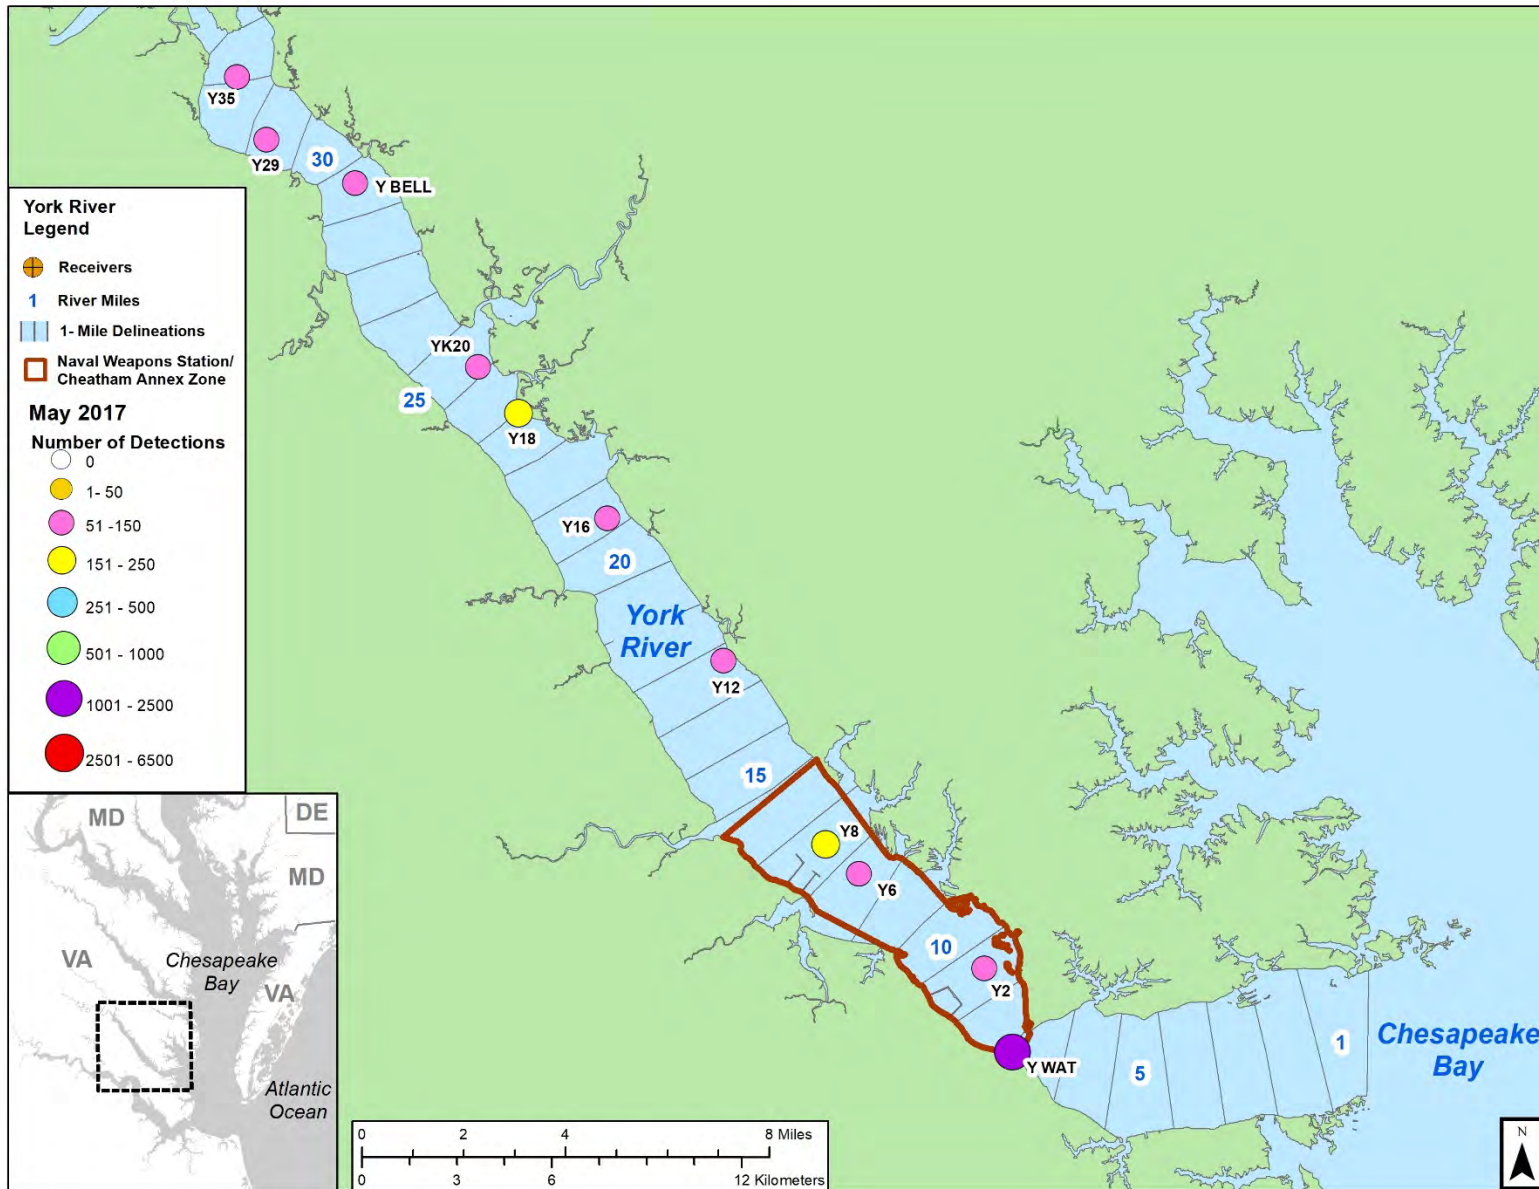 Y35
Y29
30
Y BELL
York River
Legend
Receivers
1 River Miles
1- Mile Delineations
Naval Weapons Station/
Cheatham Annex Zone
May 2017
Number of Detections
0
1- 50
51 -150
151 - 250
251 - 500
501 - 1000
1001 - 2500
2501 - 6500
YK20
25
Y18
Y16
20
York
River
Y12
15
Y8
Y6
10
Y2
Y WAT
5
1
Chesapeake
Bay
MD
DE
MD
VA
Chesapeake
Bay
VA
Atlantic
Ocean
0 2 4 8 Miles
0 3 6 12 Kilometers
N